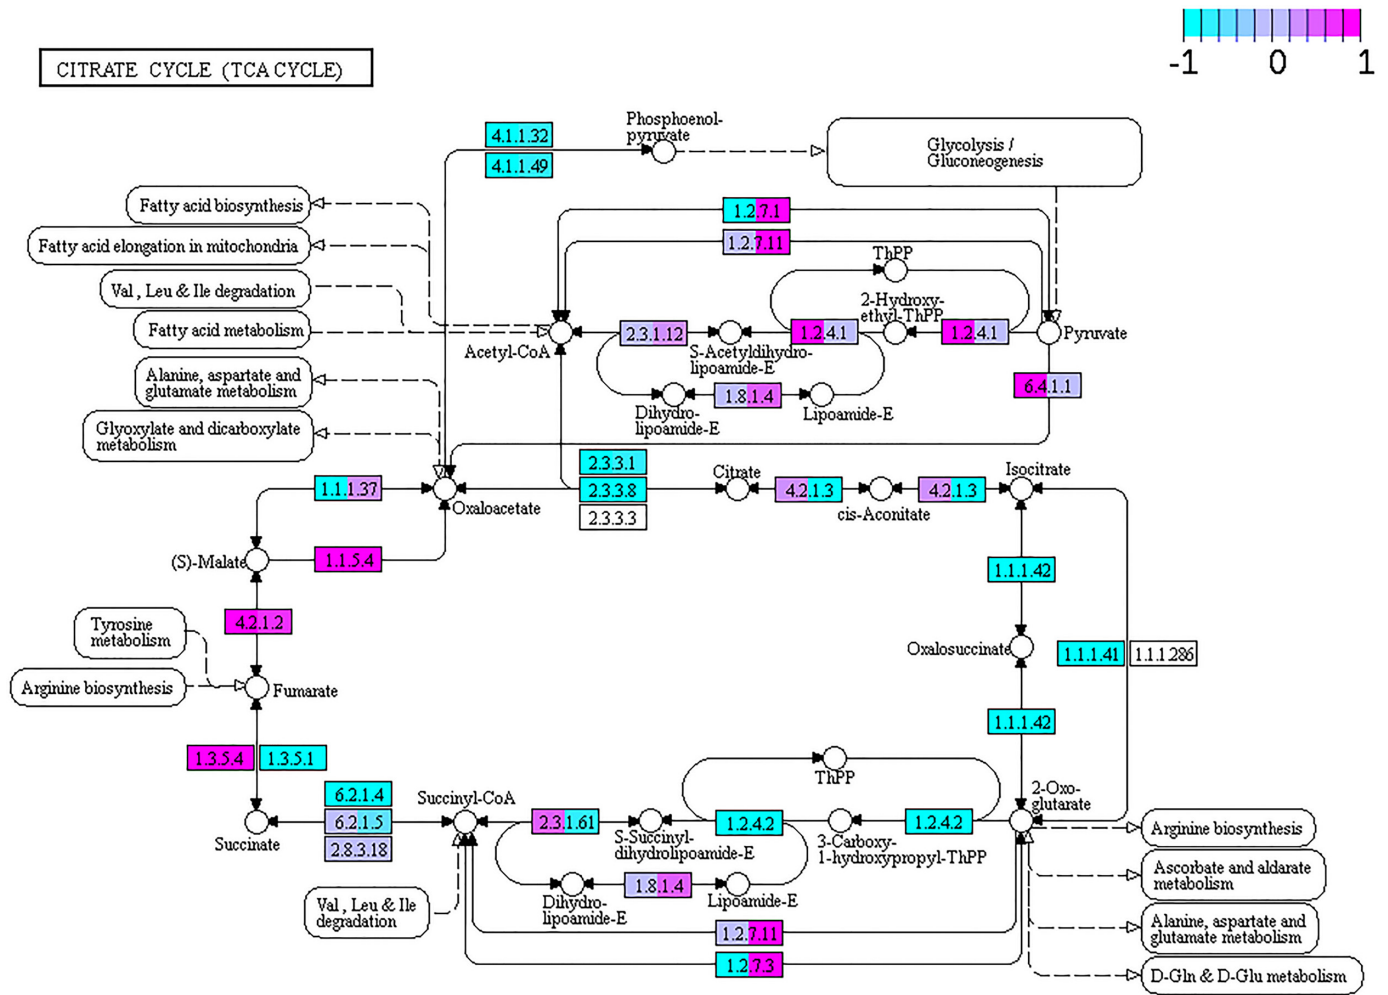 -1 0 1
CITRATE CYCLE (TCA CYCLE)
Phosphoenol-
pyruvate
4.1.1.32
4.1.1.49
Glycolysis /
Gluconeogenesis
Fatty acid biosynthesis
1.2.7.1
Fatty acid elongation in mitochondria
1.2.7.11
ThPP
Val , Leu & Ile degradation
2-Hydroxy-
ethyl-ThPP
Fatty acid metabolism
Acetyl-CoA
2.3.1.12
S-Acetyldihydro-
lipoamide-E
1.2.4.1
1.2.4.1
Pyruvate
Alanine, aspartate and
glutamate metabolism
Dihydro-
lipoamide-E
1.8.1.4
Lipoamide-E
6.4.1.1
Glyoxylate and dicarboxylate
metabolism
2.3.3.1
2.3.3.8
2.3.3.3
Citrate
Isocitrate
1.1.1.37
Oxaloacetate
4.2.1.3
cis-Aconitate
4.2.1.3
(S)-Malate
1.1.5.4
1.1.1.42
4.2.1.2
Tyrosine
metabolism
Oxalosuccinate
1.1.1.41
1.1.1.286
Arginine biosynthesis
Fumarate
1.1.1.42
1.3.5.4
1.3.5.1
ThPP
6.2.1.4
6.2.1.5
2.8.3.18
Succinyl-CoA
2-Oxo-
glutarate
Succinate
2.3.1.61
S-Succinyl-
dihydrolipoamide-E
1.2.4.2
3-Carboxy-
1-hydroxypropyl-ThPP
1.2.4.2
Arginine biosynthesis
Ascorbate and aldarate
metabolism
Dihydro-
lipoamide-E
1.8.1.4
Lipoamide-E
Val , Leu & Ile
degradation
Alanine, aspartate and
glutamate metabolism
1.2.7.11
1.2.7.3
D-Gln & D-Glu metabolism